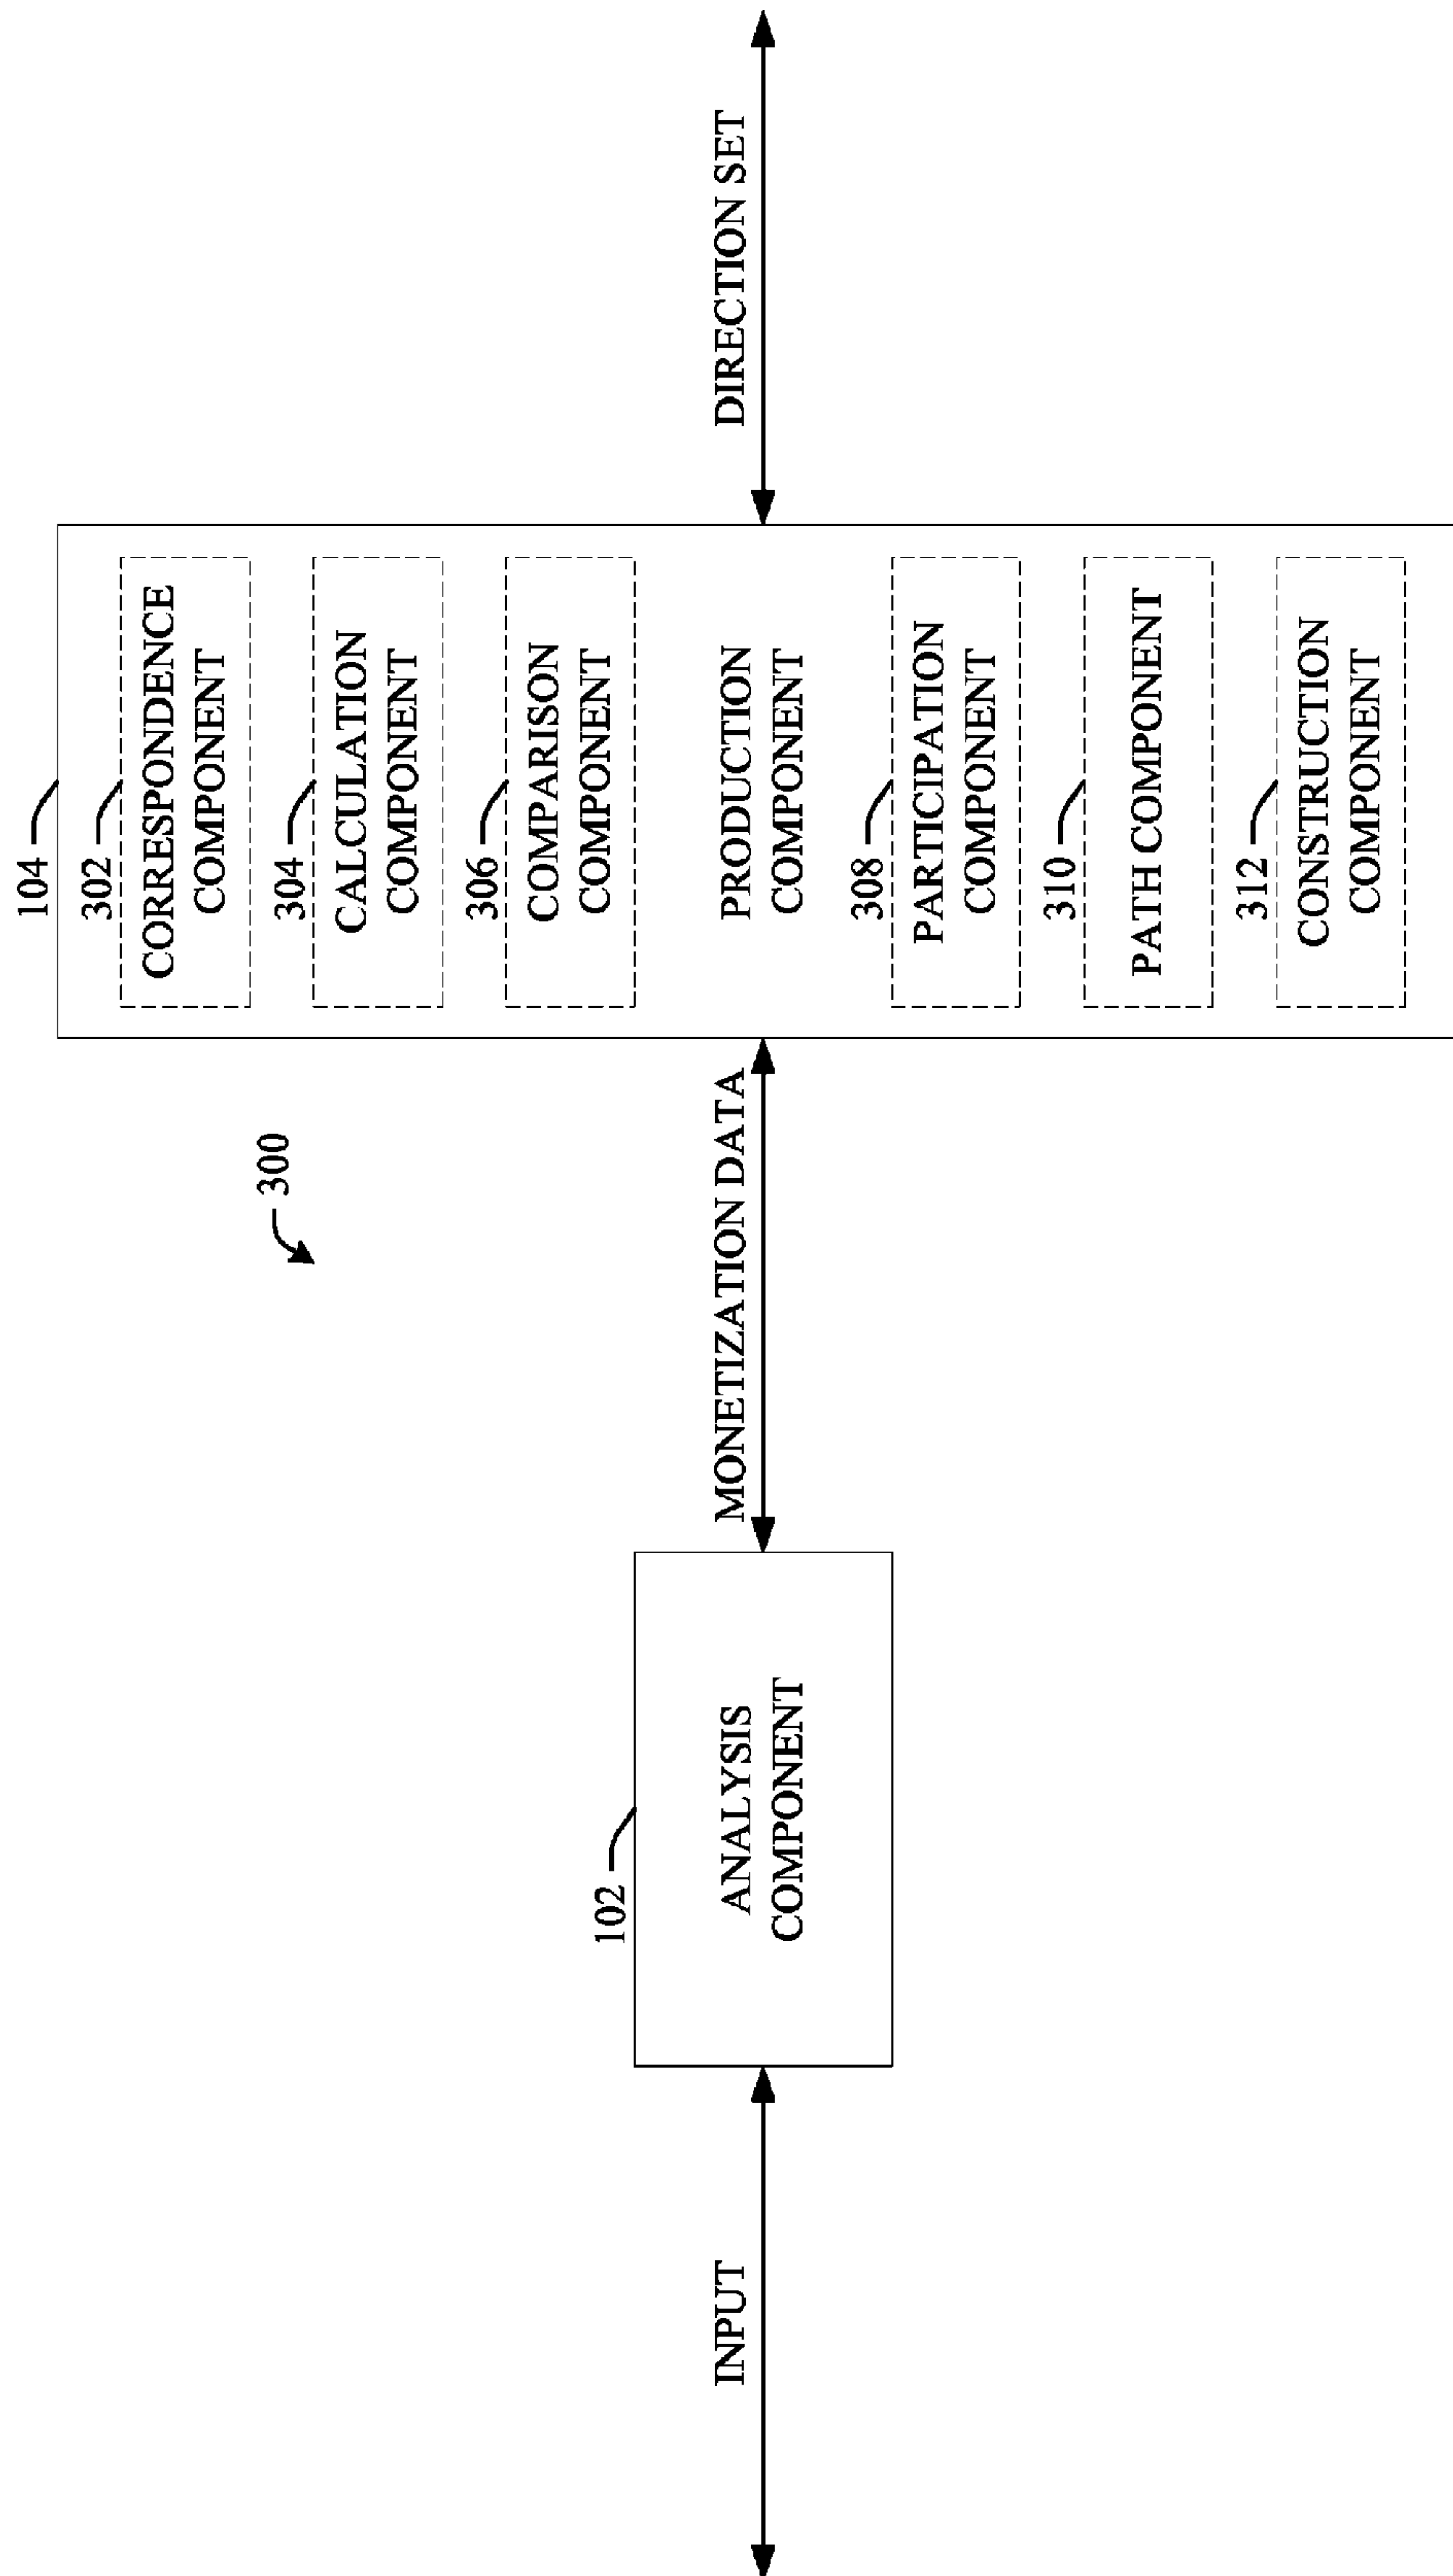 300
INPUT
102
ANALYSIS
COMPONENT
MONETIZATION DATA
104
302
CORRESPONDENCE
COMPONENT
304
CALCULATION
COMPONENT
306
COMPARISON
COMPONENT
PRODUCTION
COMPONENT
308
PARTICIPATION
COMPONENT
310
PATH COMPONENT
312
CONSTRUCTION
COMPONENT
DIRECTION SET